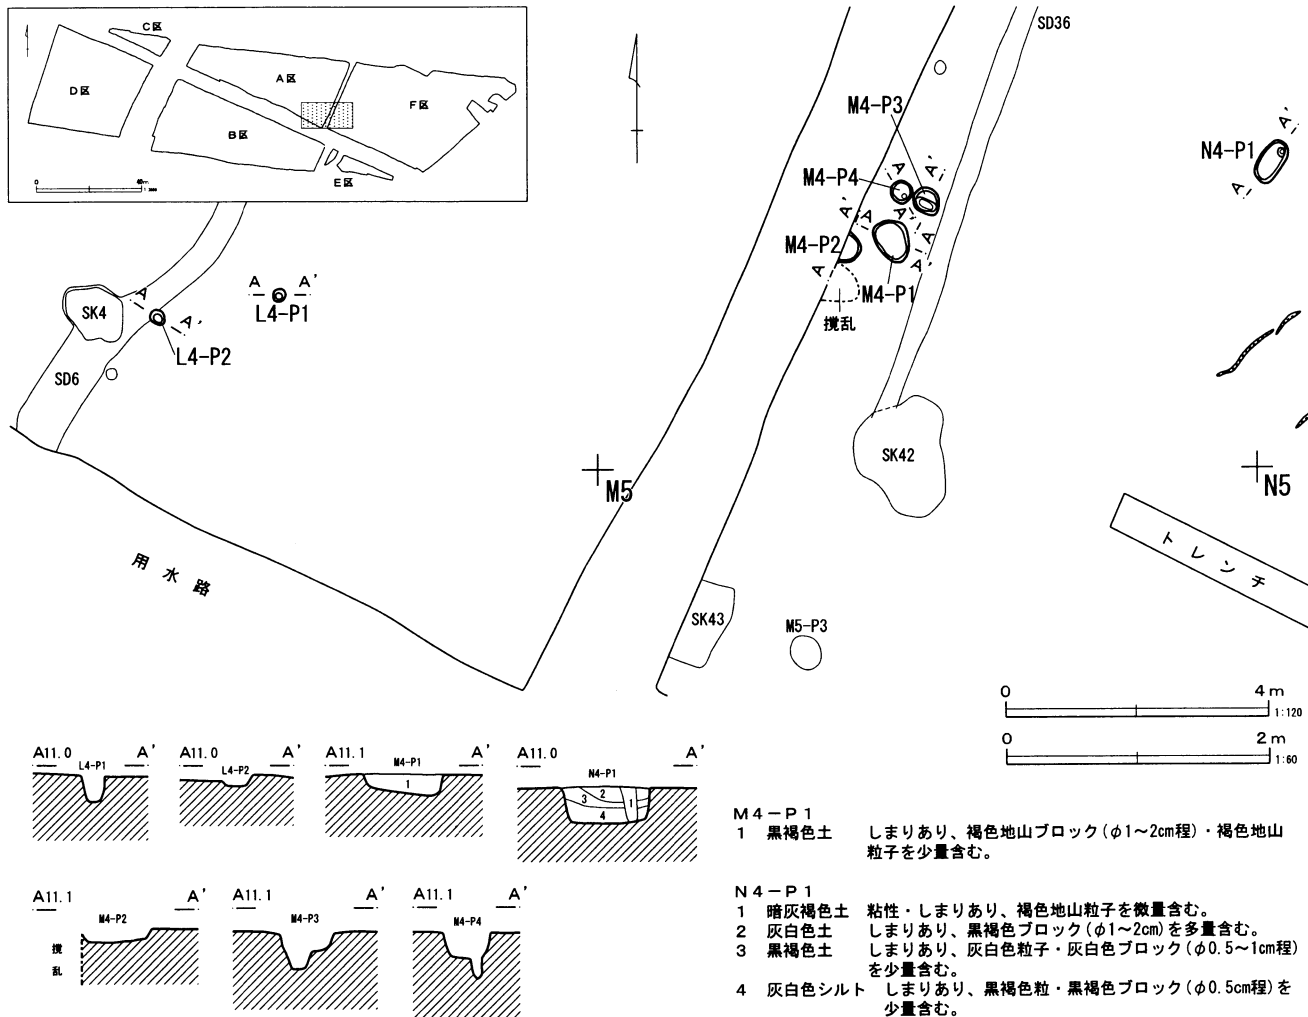 C区
D区
A区
F区
B区
E区
0
40m
SD36
M4-P3
M4-P4
M4-P2
M4-P1
A
A'
A
A'
A
A'
A
A'
撹乱
N4-P1
A'
A
SK4
A
A'
L4-P2
A
A'
L4-P1
SD6
用水路
M5
SK42
N5
トレンチ
SK43
M5-P3
0
4m
1:120
0
2m
1:60
A11.0
A'
L4-P1
A11.0
A'
L4-P2
A11.1
A'
M4-P1
1
A11.0
A'
N4-P1
2
3
1
4
A11.1
A'
M4-P2
撹乱
A11.1
A'
M4-P3
A11.1
A'
M4-P4
M4-P1
1 黒褐色土 しまりあり、褐色地山ブロック(φ1~2cm程)・褐色地山
粒子を少量含む。
N4-P1
1 暗灰褐色土 粘性・しまりあり、褐色地山粒子を微量含む。
2 灰白色土 しまりあり、黒褐色ブロック(φ1~2cm)を多量含む。
3 黒褐色土 しまりあり、灰白色粒子・灰白色ブロック(φ0.5~1cm程)
を少量含む。
4 灰白色シルト しまりあり、黒褐色粒・黒褐色ブロック(φ0.5cm程)を
少量含む。